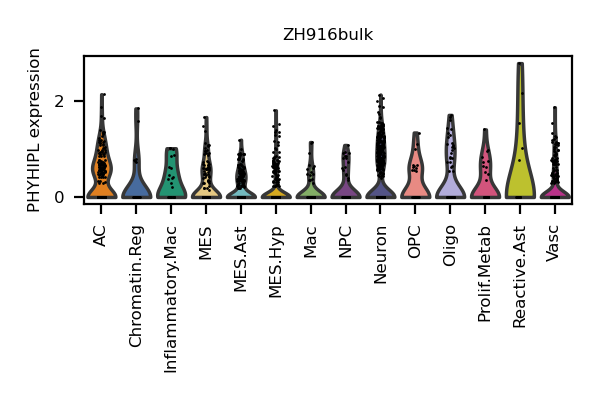 ZH916bulk
PHYHIPL expression
2
0
AC
Chromatin.Reg
Inflammatory.Mac
MES
MES.Ast
MES.Hyp
Mac
NPC
Neuron
OPC
Oligo
Prolif.Metab
Reactive.Ast
Vasc